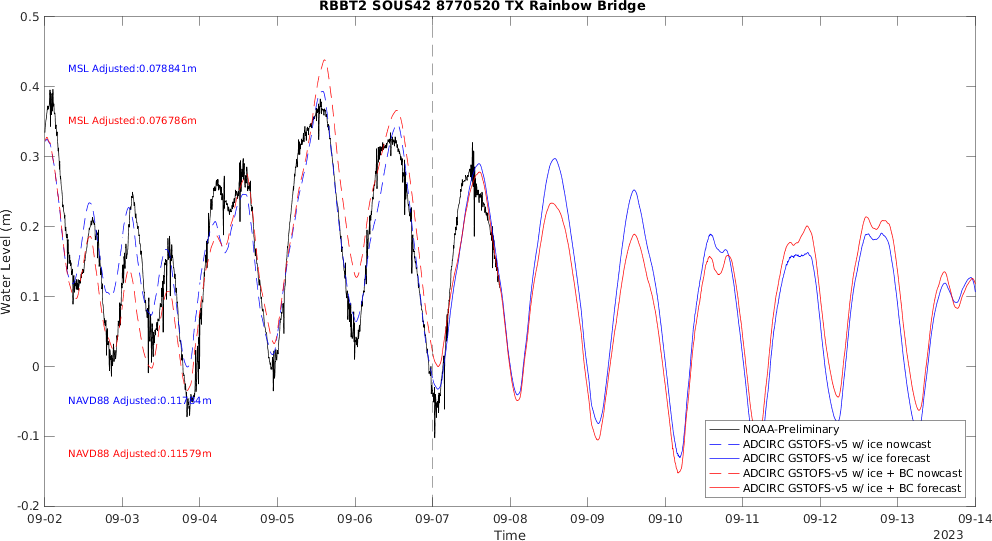 RBBT2 SOUS42 8770520 TX Rainbow Bridge
0.5
0.4
0.3
0.2
0.1
0
-0.1
-0.2
Water Level (m)
MSL Adjusted:0.078841m
MSL Adjusted:0.076786m
NAVD88 Adjusted:
NAVD88 Adjusted:0.11579m
NOAA-Preliminary
ADCIRC GSTOFS-v5 w/ ice nowcast
ADCIRC GSTOFS-v5 w/ ice forecast
ADCIRC GSTOFS-v5 w/ ice + BC nowcast
ADCIRC GSTOFS-v5 w/ ice + BC forecast
09-02 09-03 09-04 09-05 09-06 09-07 09-08 09-09 09-10 09-11 09-12 09-13 09-14
Time
2023